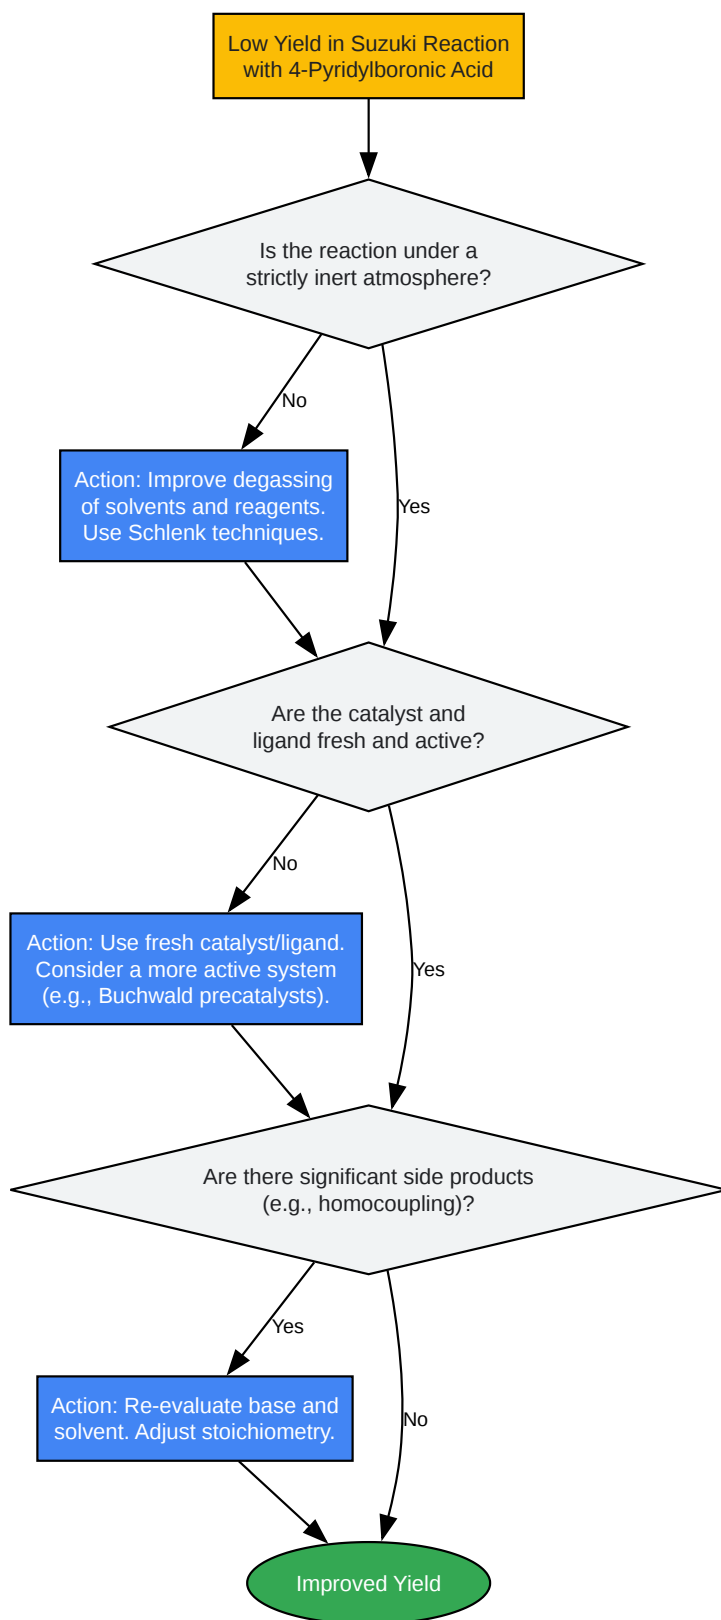 Low Yield in Suzuki Reaction
with 4-Pyridylboronic Acid
Is the reaction under a
strictly inert atmosphere?
No
Action: Improve degassing
of solvents and reagents.
Use Schlenk techniques.
Yes
Are the catalyst and
ligand fresh and active?
No
Action: Use fresh catalyst/ligand.
Consider a more active system
(e.g., Buchwald precatalysts).
Yes
Are there significant side products
(e.g., homocoupling)?
Yes
Action: Re-evaluate base and
solvent. Adjust stoichiometry.
No
Improved Yield